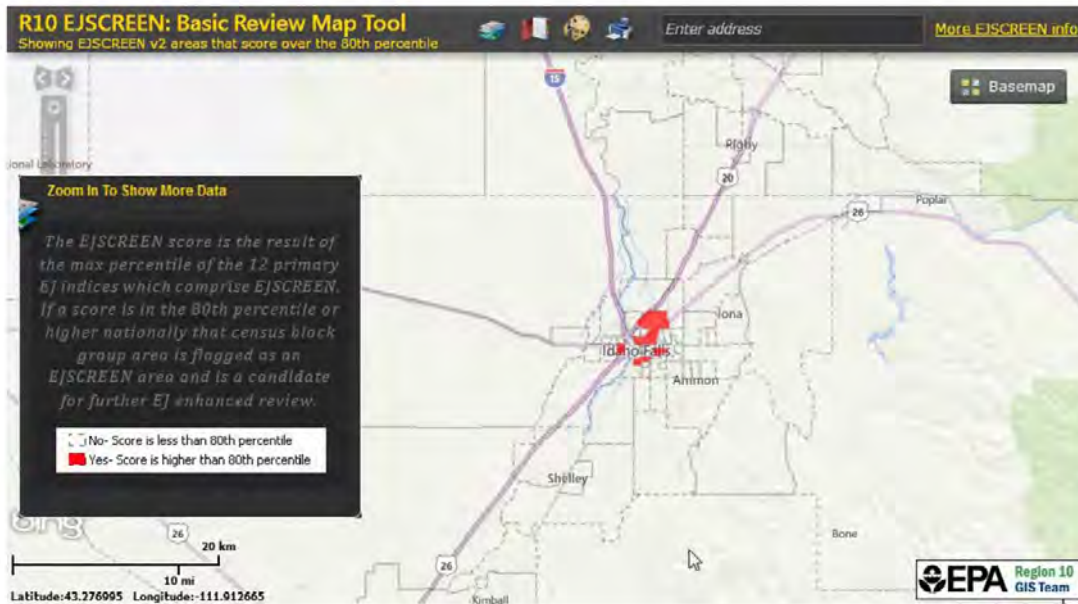 R10 EJSCREEN: Basic Review Map Tool
Showing EJSCREEN v2 areas that score over the 80th percentile
Enter address
More EJSCREEN info
Basemap
15
ional Laboratory
Rigby
20
Zoom In To Show More Data
Poplar
26
The EJSCREEN score is the result of
the max percentile of the 12 primary
EJ indices which comprise EJSCREEN.
If a score is in the 80th percentile or
higher nationally that census block
group area is flagged as an
EJSCREEN area and is a candidate
for further EJ enhanced review.
Iona
Idaho Falls
Ammon
No- Score is less than 80th percentile
Yes- Score is higher than 80th percentile
Shelley
bing
26
Bone
20 km
26
10 mi
Kimball
Latitude:43.276995 Longitude:-111.912665
EPA Region 10
GIS Team